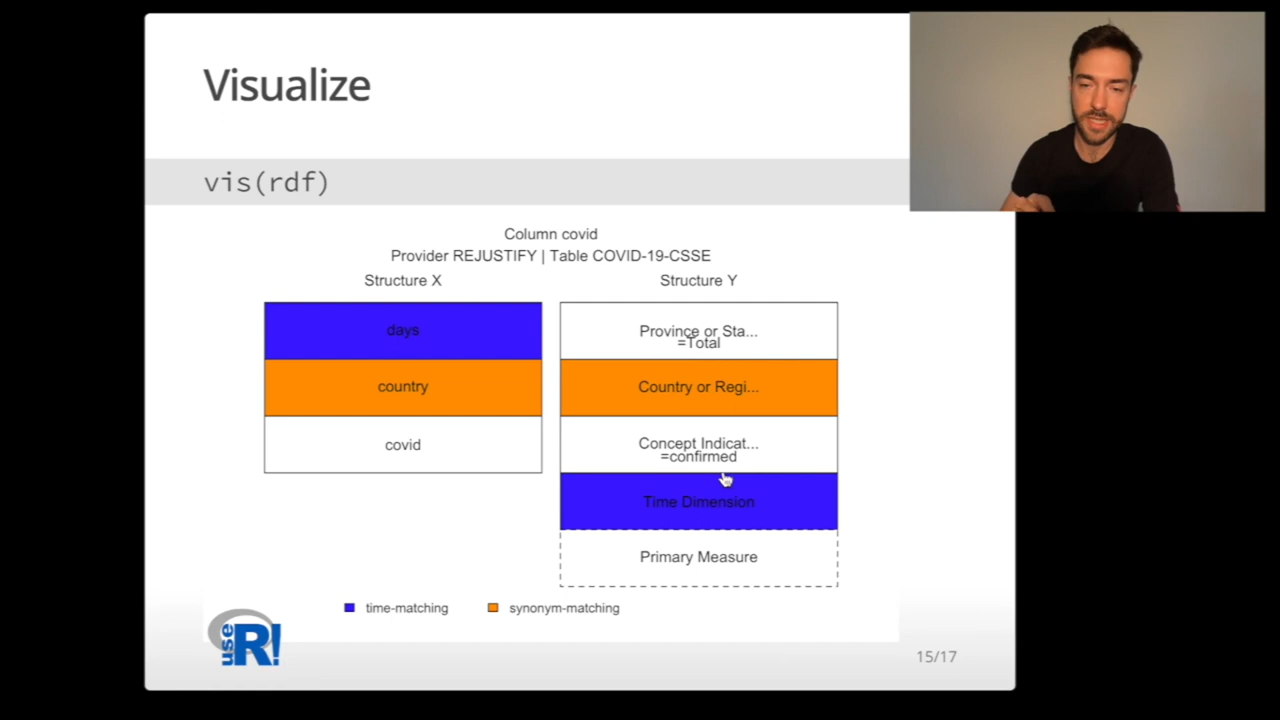 Visualize
vis(rdf)
Column covid
Provider REJUSTIFY | Table COVID-19-CSSE
Structure X
Structure Y
days
country
covid
Province or Sta...
=Total
Country or Regi...
Concept Indicat...
=confirmed
Time Dimension
Primary Measure
time-matching
synonym-matching
use
R!
15/17